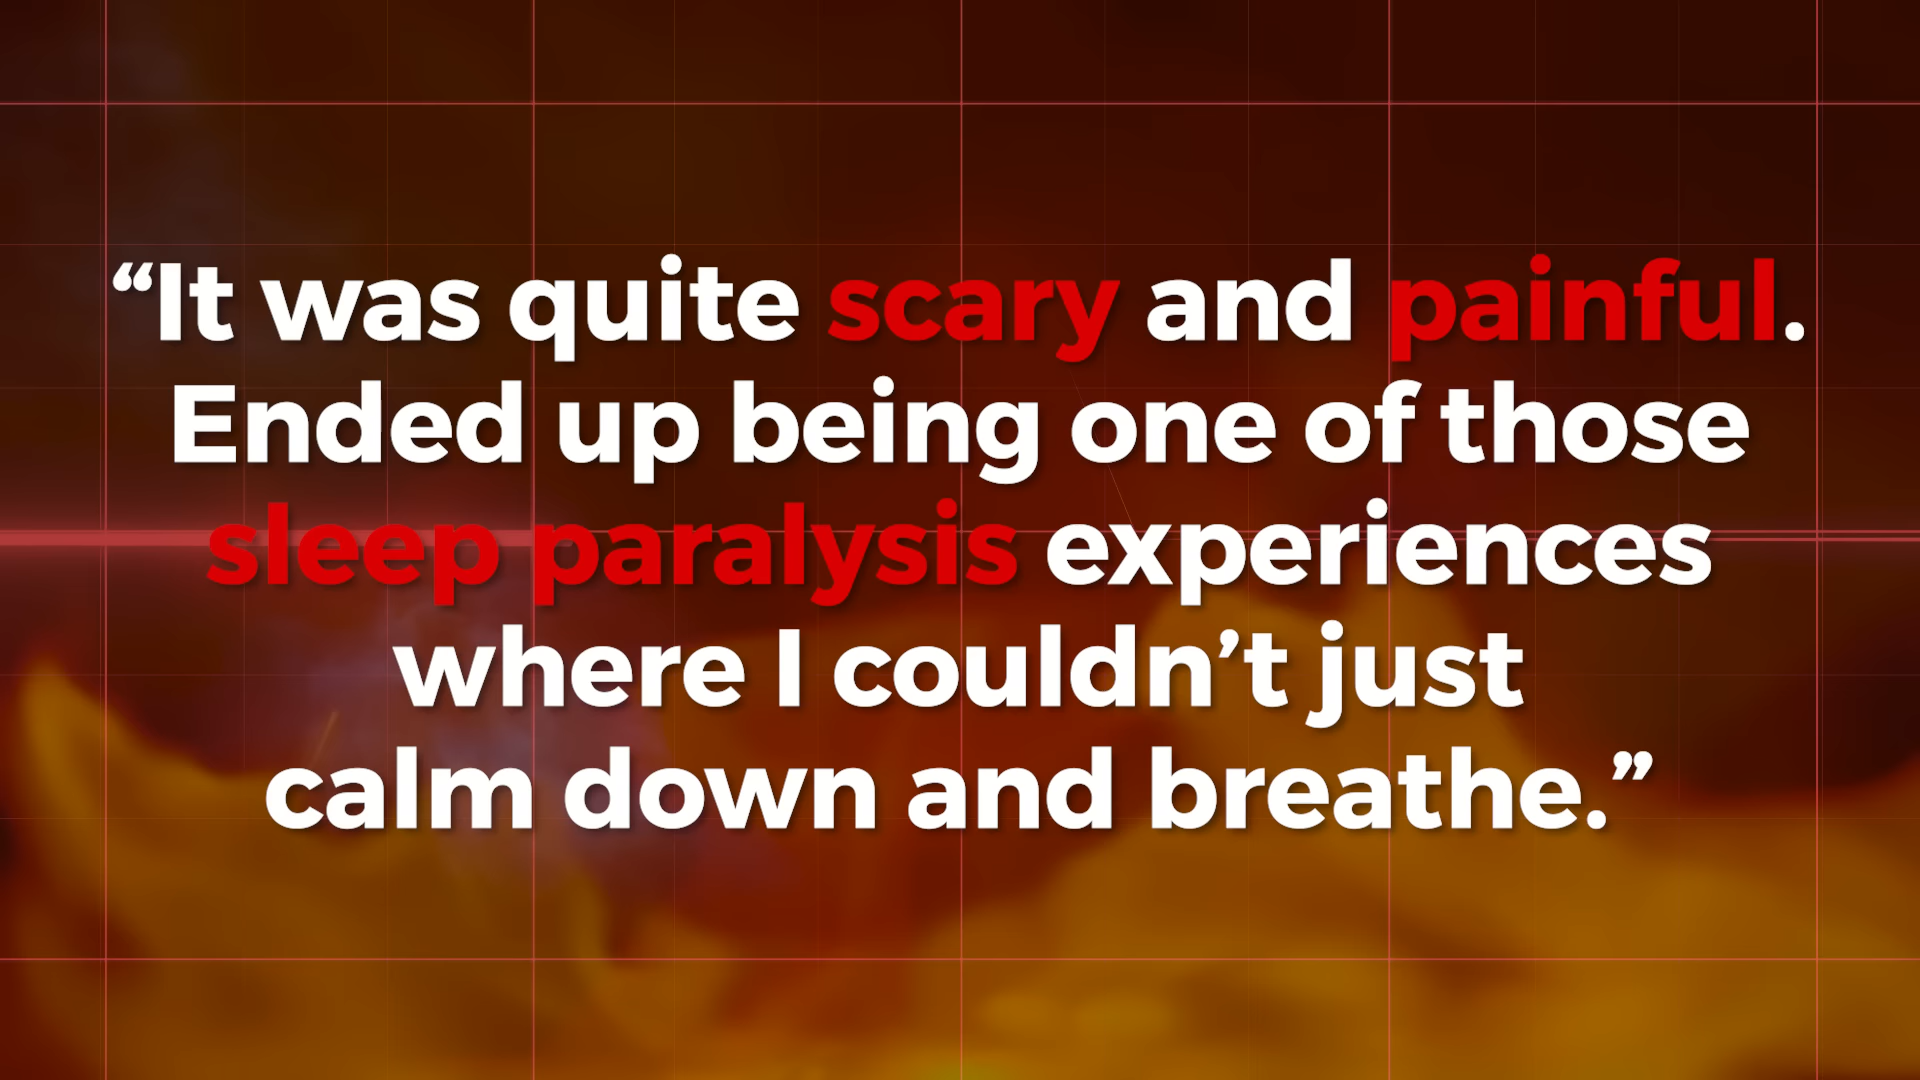 “It was quite scary and painful.
Ended up being one of those
sleep paralysis experiences
where I couldn’t just
calm down and breathe.”